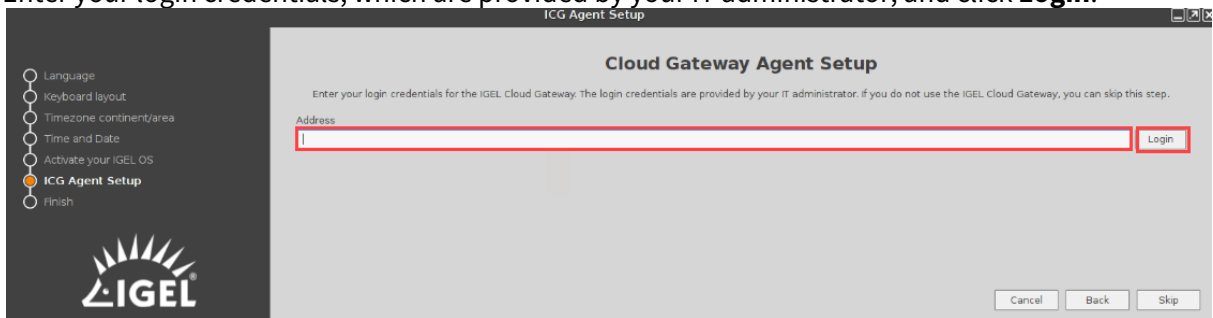 Enter your login credentials, which are provided by your IT administrator, and click Login.
ICG Agent Setup
Language
Keyboard layout
Timezone continent/area
Time and Date
Activate your IGEL OS
ICG Agent Setup
Finish
IGEL®
Cloud Gateway Agent Setup
Enter your login credentials for the IGEL Cloud Gateway. The login credentials are provided by your IT administrator. If you do not use the IGEL Cloud Gateway, you can skip this step.
Address
Login
Cancel Back Skip